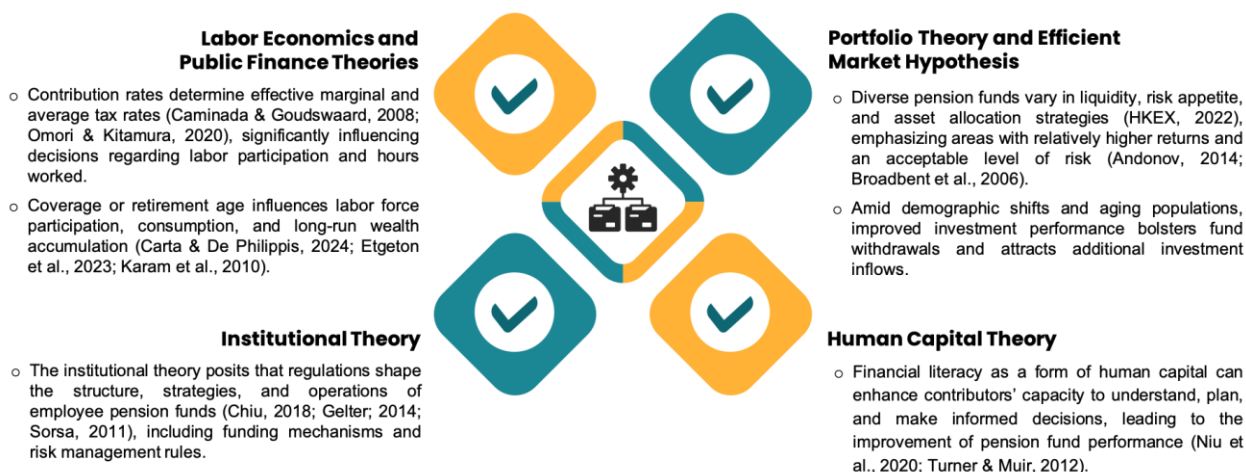 Labor Economics and
Public Finance Theories
○ Contribution rates determine effective marginal and
average tax rates (Caminada & Goudswaard, 2008;
Omori & Kitamura, 2020), significantly influencing
decisions regarding labor participation and hours
worked.
○ Coverage or retirement age influences labor force
participation, consumption, and long-run wealth
accumulation (Carta & De Philippis, 2024; Etgeton
et al., 2023; Karam et al., 2010).
Portfolio Theory and Efficient
Market Hypothesis
○ Diverse pension funds vary in liquidity, risk appetite,
and asset allocation strategies (HKEX, 2022),
emphasizing areas with relatively higher returns and
an acceptable level of risk (Andonov, 2014;
Broadbent et al., 2006).
○ Amid demographic shifts and aging populations,
improved investment performance bolsters fund
withdrawals and attracts additional investment
inflows.
Institutional Theory
○ The institutional theory posits that regulations shape
the structure, strategies, and operations of
employee pension funds (Chiu, 2018; Gelter; 2014;
Sorsa, 2011), including funding mechanisms and
risk management rules.
Human Capital Theory
○ Financial literacy as a form of human capital can
enhance contributors' capacity to understand, plan,
and make informed decisions, leading to the
improvement of pension fund performance (Niu et
al., 2020; Turner & Muir, 2012).